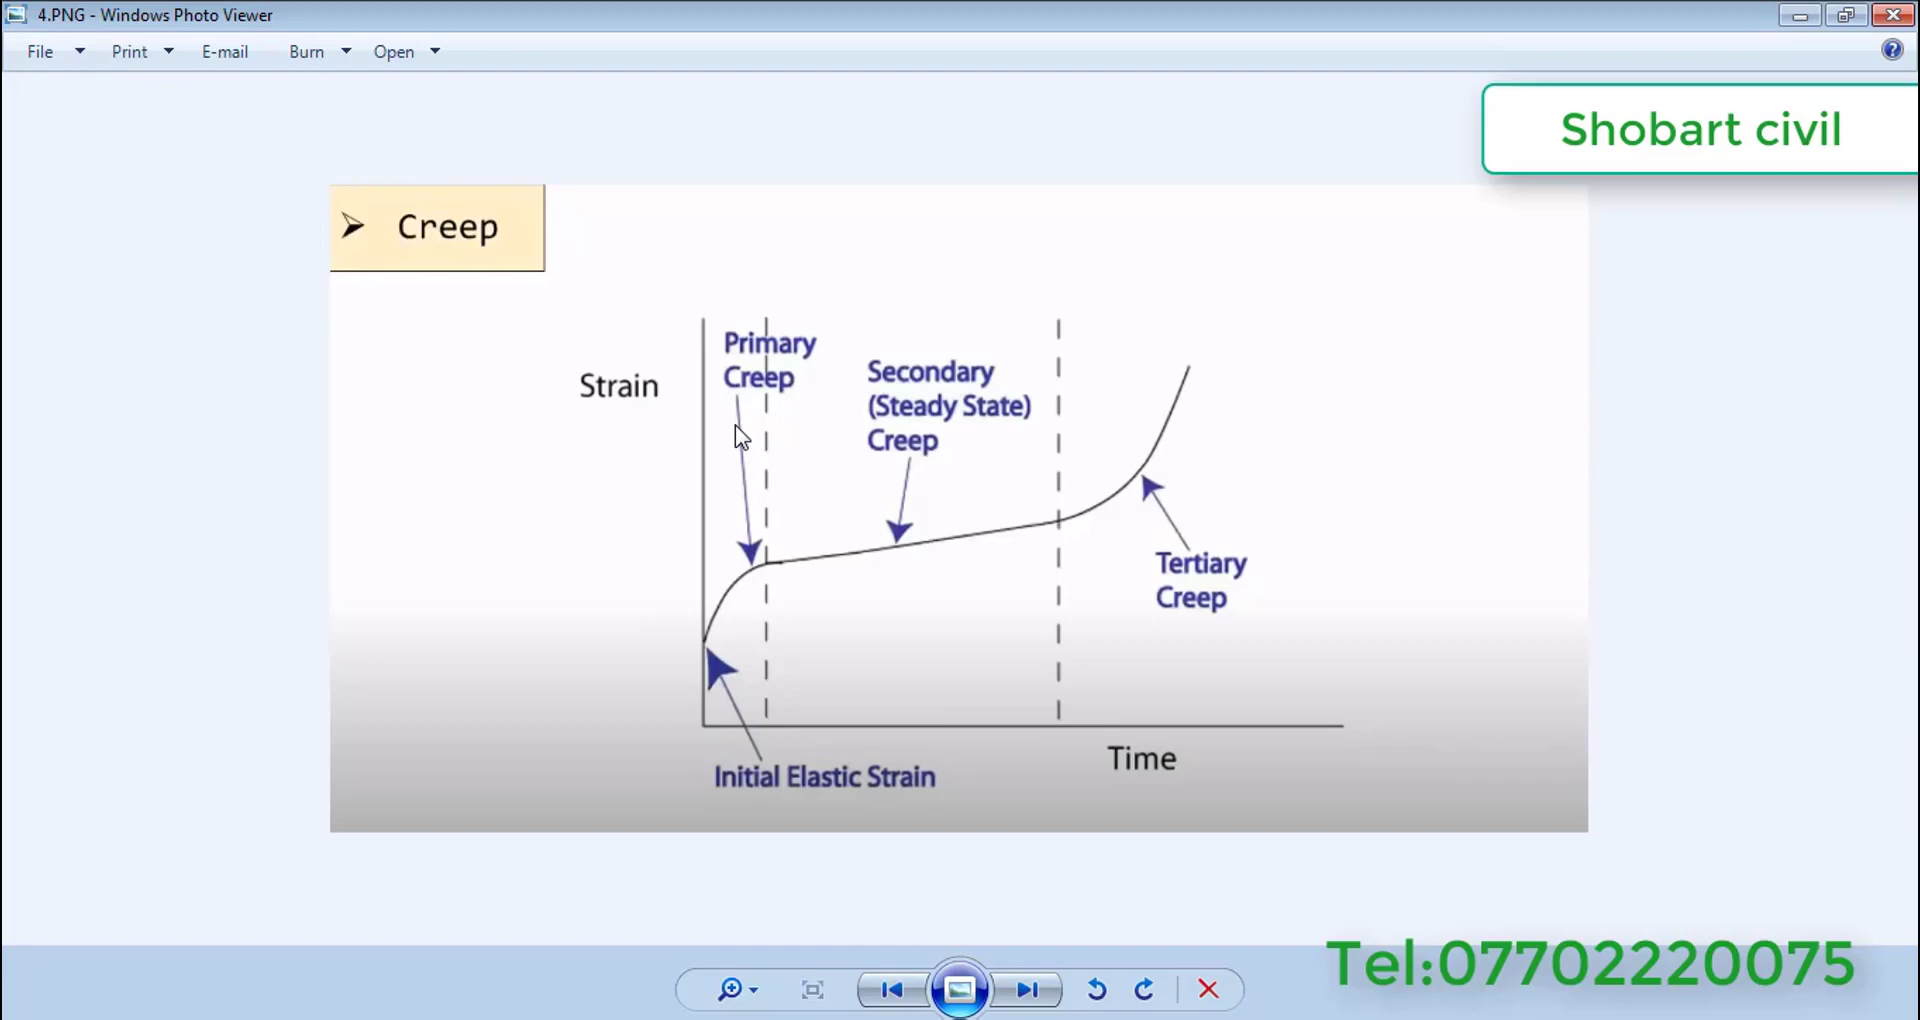 4.PNG - Windows Photo Viewer
File Print E-mail Burn Open
Shobart civil
Creep
Primary
Creep
Strain
Secondary
(Steady State)
Creep
Tertiary
Creep
Time
Initial Elastic Strain
Tel:07702220075